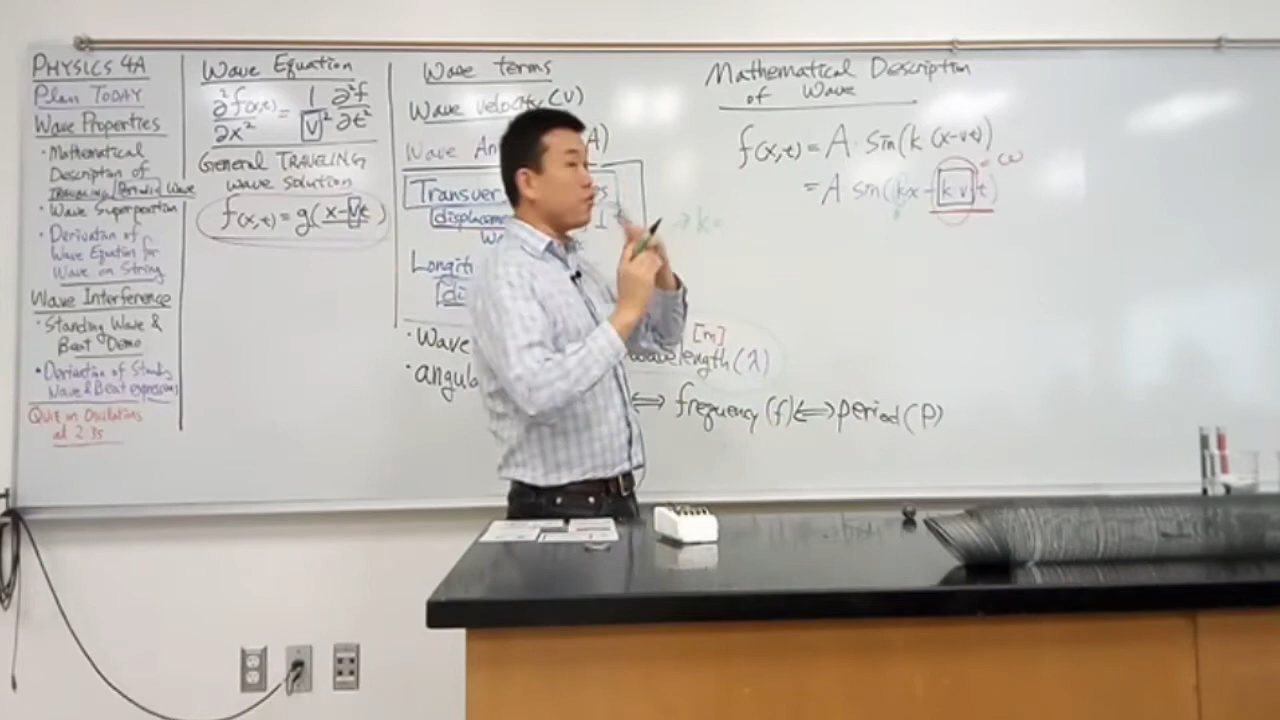 PHYSICS 4A
Plan TODAY
Wave Properties
• Mathematical
Description of
TRAVELING/Periodic Wave
• Wave Superposition
• Derivation of
Wave Equation for
Wave on String
Wave Interference
• Standing Wave &
Beat Demo
• Derivation of Standing
Wave & Beat expressions
Quiz on Oscillations
at 2:35
Wave Equation
∂²f(x,t)/∂x² = 1/v² ∂²f/∂t²
General TRAVELING
wave solution
f(x,t) = g(x-vt)
Wave terms
Wave velocity (v)
Wave A)
Transver
displacem
Longit
di
• Wave
[m]
wavelength (λ)
• angul
⟺ frequency (f) ⟺ period (P)
→ k =
Mathematical Description
of Wave
f(x,t) = A · sin(k (x-vt))
= ω
= A sin(kx - k v t)